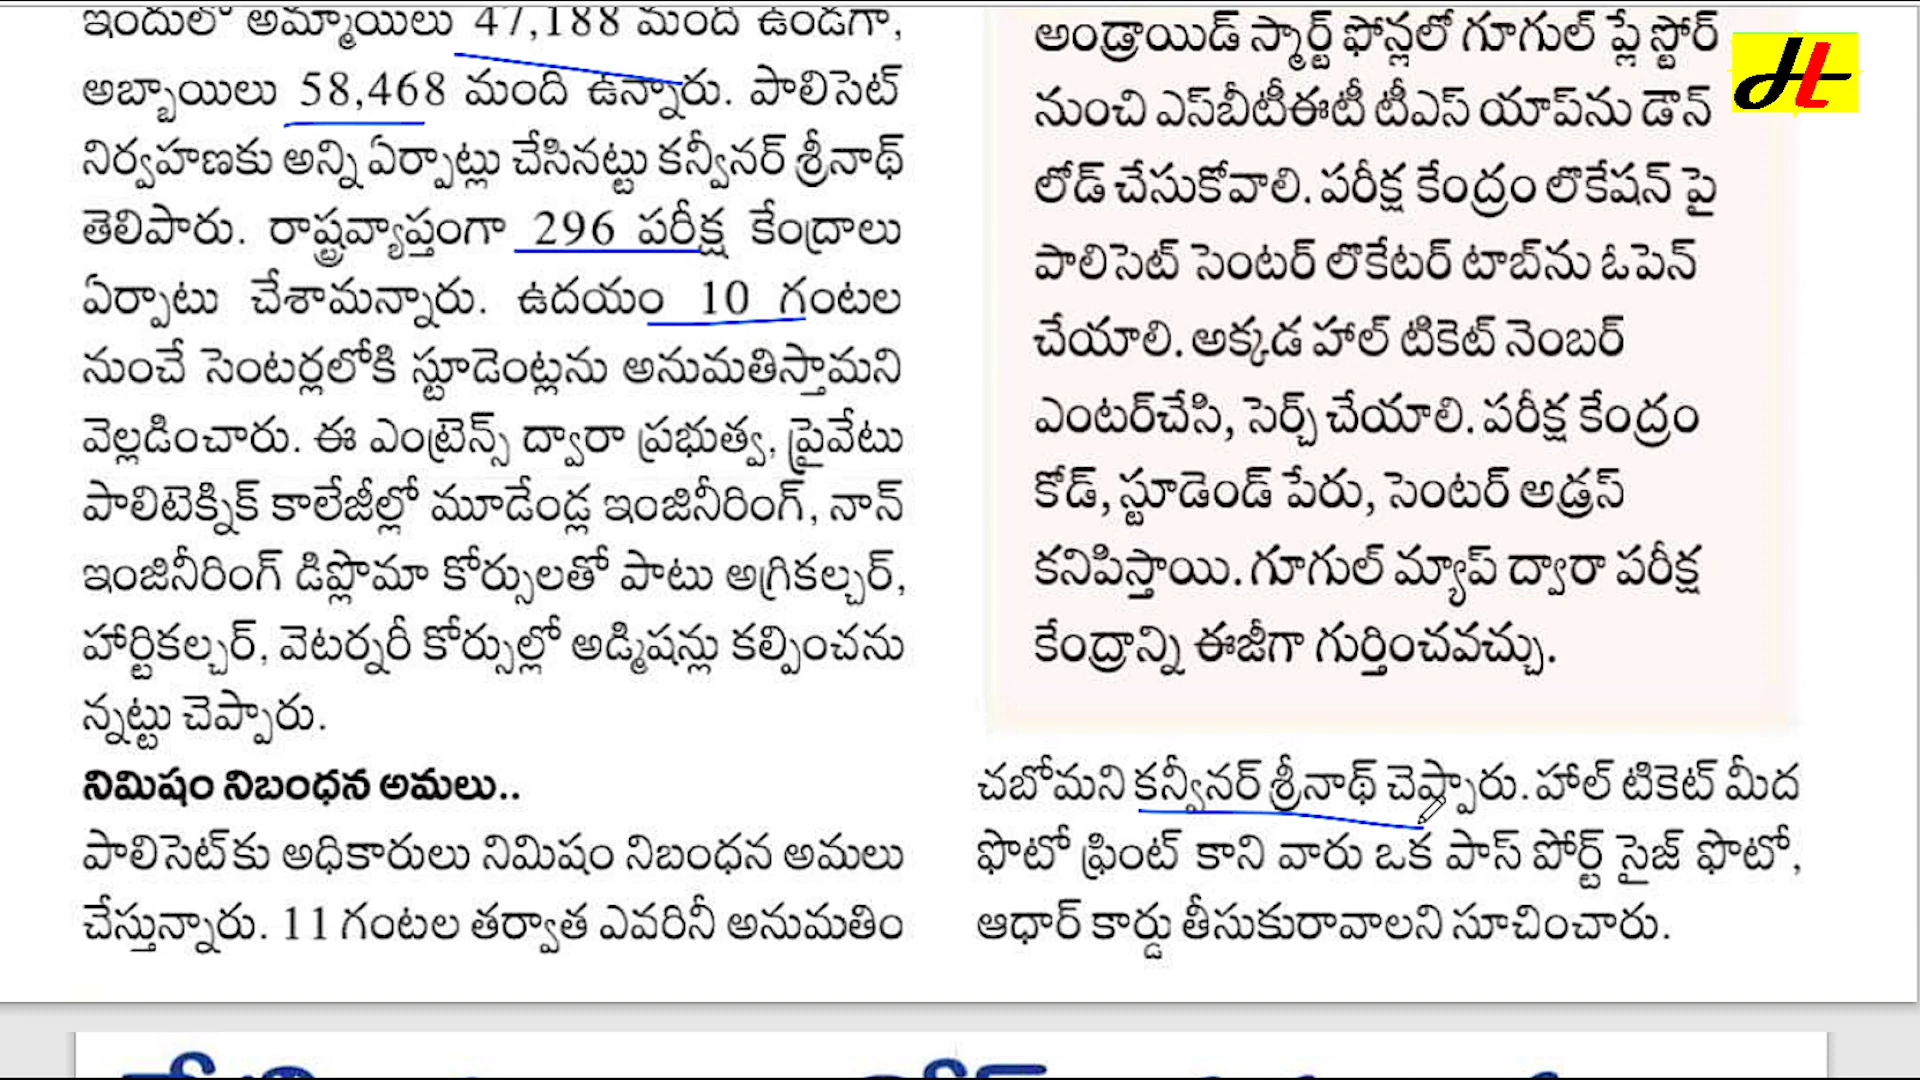 ఇందులో అమ్మాయిలు 47,188 మంది ఉండగా,
అబ్బాయిలు 58,468 మంది ఉన్నారు. పాలిసెట్
నిర్వహణకు అన్ని ఏర్పాట్లు చేసినట్టు కన్వీనర్ శ్రీనాథ్
తెలిపారు. రాష్ట్రవ్యాప్తంగా 296 పరీక్ష కేంద్రాలు
ఏర్పాటు చేశామన్నారు. ఉదయం 10 గంటల
నుంచే సెంటర్లలోకి స్టూడెంట్లను అనుమతిస్తామని
వెల్లడించారు. ఈ ఎంట్రెన్స్ ద్వారా ప్రభుత్వ, ప్రైవేటు
పాలిటెక్నిక్ కాలేజీల్లో మూడేండ్ల ఇంజినీరింగ్, నాన్
ఇంజినీరింగ్ డిప్లొమా కోర్సులతో పాటు అగ్రికల్చర్,
హార్టికల్చర్, వెటర్నరీ కోర్సుల్లో అడ్మిషన్లు కల్పించను
న్నట్టు చెప్పారు.
నిమిషం నిబంధన అమలు..
పాలిసెట్‌కు అధికారులు నిమిషం నిబంధన అమలు
చేస్తున్నారు. 11 గంటల తర్వాత ఎవరినీ అనుమతిం
అండ్రాయిడ్ స్మార్ట్ ఫోన్లలో గూగుల్ ప్లే స్టోర్
నుంచి ఎస్‌బీటీఈటీ టీఎస్ యాప్‌ను డౌన్
లోడ్ చేసుకోవాలి. పరీక్ష కేంద్రం లొకేషన్ పై
పాలిసెట్ సెంటర్ లొకేటర్ టాబ్‌ను ఓపెన్
చేయాలి. అక్కడ హాల్ టికెట్ నెంబర్
ఎంటర్‌చేసి, సెర్చ్ చేయాలి. పరీక్ష కేంద్రం
కోడ్, స్టూడెండ్ పేరు, సెంటర్ అడ్రస్
కనిపిస్తాయి. గూగుల్ మ్యాప్ ద్వారా పరీక్ష
కేంద్రాన్ని ఈజీగా గుర్తించవచ్చు.
చబోమని కన్వీనర్ శ్రీనాథ్ చెప్పారు. హాల్ టికెట్ మీద
ఫొటో ఫ్రింట్ కాని వారు ఒక పాస్ పోర్ట్ సైజ్ ఫొటో,
ఆధార్ కార్డు తీసుకురావాలని సూచించారు.